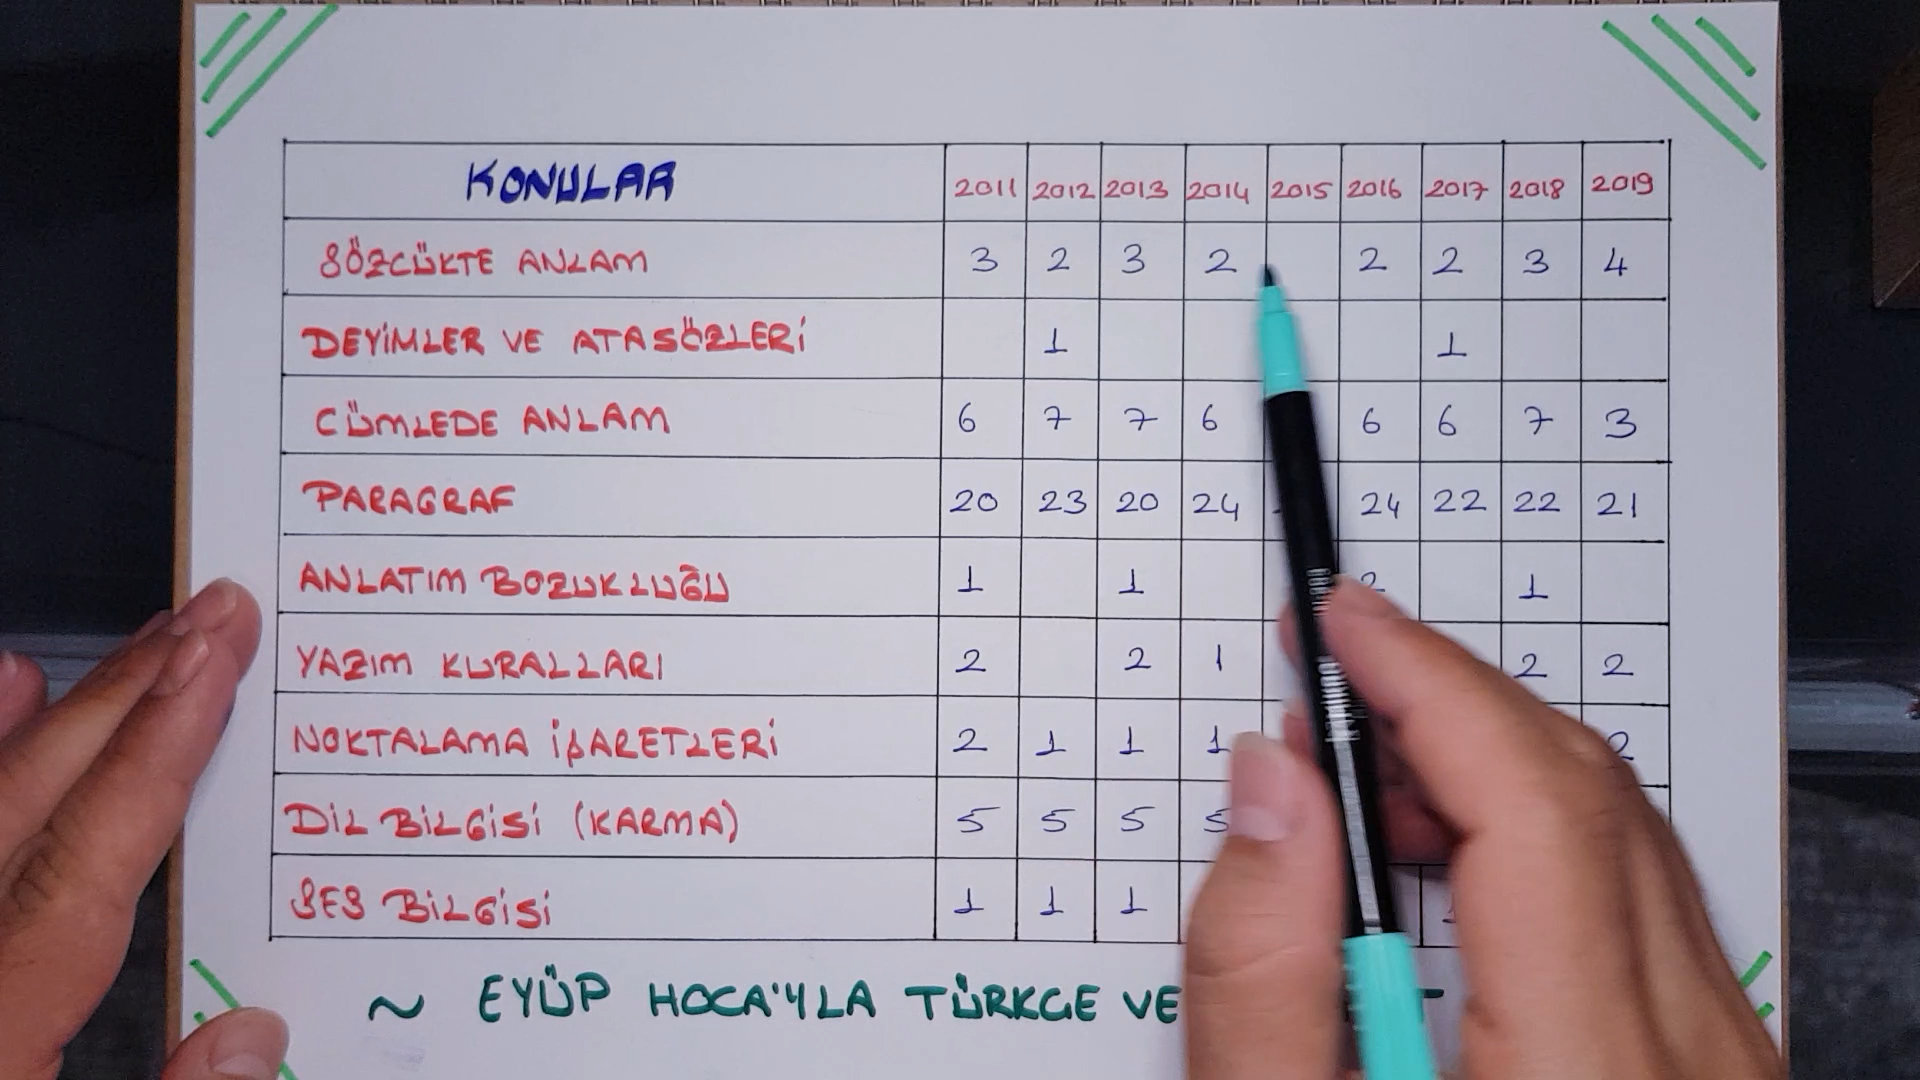 KONULAR 2011 2012 2013 2014 2015 2016 2017 2018 2019
SÖZCÜKTE ANLAM 3 2 3 2 2 2 3 4
DEYİMLER VE ATASÖZLERİ 1 1
CÜMLEDE ANLAM 6 7 7 6 6 6 7 3
PARAGRAF 20 23 20 24 24 22 22 21
ANLATIM BOZUKLUĞU 1 1 2 1
YAZIM KURALLARI 2 2 1 2 2
NOKTALAMA İŞARETLERİ 2 1 1 1 2
DİL BİLGİSİ (KARMA) 5 5 5 5
SES BİLGİSİ 1 1 1
~ EYÜP HOCA'YLA TÜRKCE VE